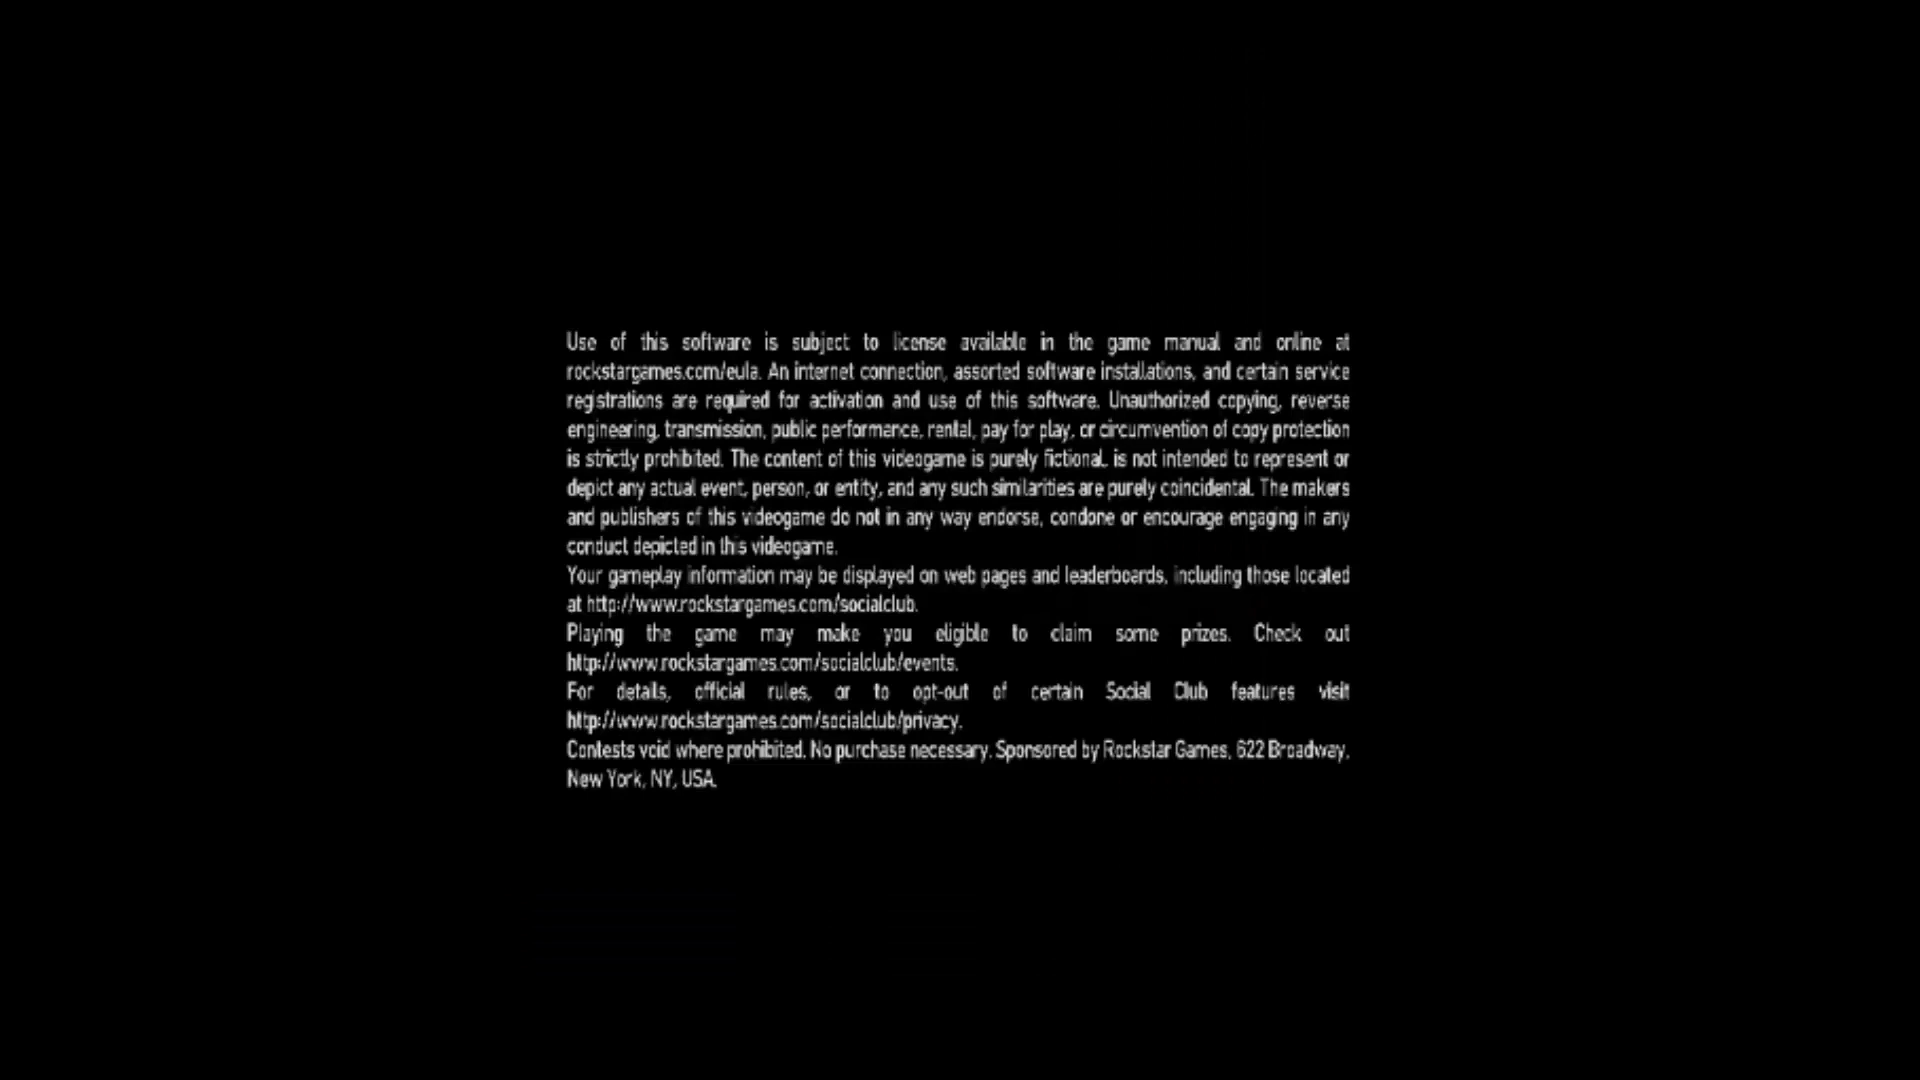 Use of this software is subject to license available in the game manual and online at
rockstargames.com/eula. An internet connection, assorted software installations, and certain service
registrations are required for activation and use of this software. Unauthorized copying, reverse
engineering, transmission, public performance, rental, pay for play, or circumvention of copy protection
is strictly prohibited. The content of this videogame is purely fictional, is not intended to represent or
depict any actual event, person, or entity, and any such similarities are purely coincidental. The makers
and publishers of this videogame do not in any way endorse, condone or encourage engaging in any
conduct depicted in this videogame.
Your gameplay information may be displayed on web pages and leaderboards, including those located
at http://www.rockstargames.com/socialclub.
Playing the game may make you eligible to claim some prizes. Check out
http://www.rockstargames.com/socialclub/events.
For details, official rules, or to opt-out of certain Social Club features visit
http://www.rockstargames.com/socialclub/privacy.
Contests void where prohibited. No purchase necessary. Sponsored by Rockstar Games, 622 Broadway,
New York, NY, USA.